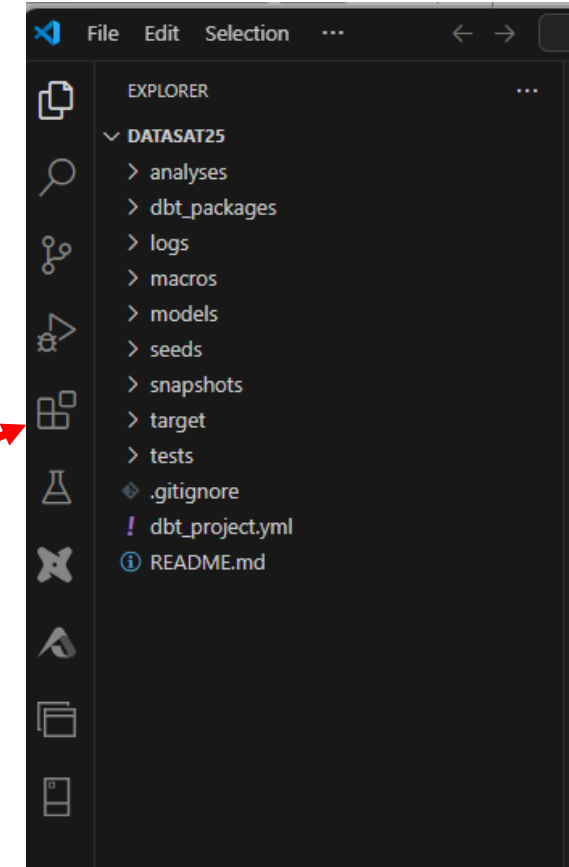 File Edit Selection ...
EXPLORER ...
DATASAT25
analyses
dbt_packages
logs
macros
models
seeds
snapshots
target
tests
.gitignore
dbt_project.yml
README.md